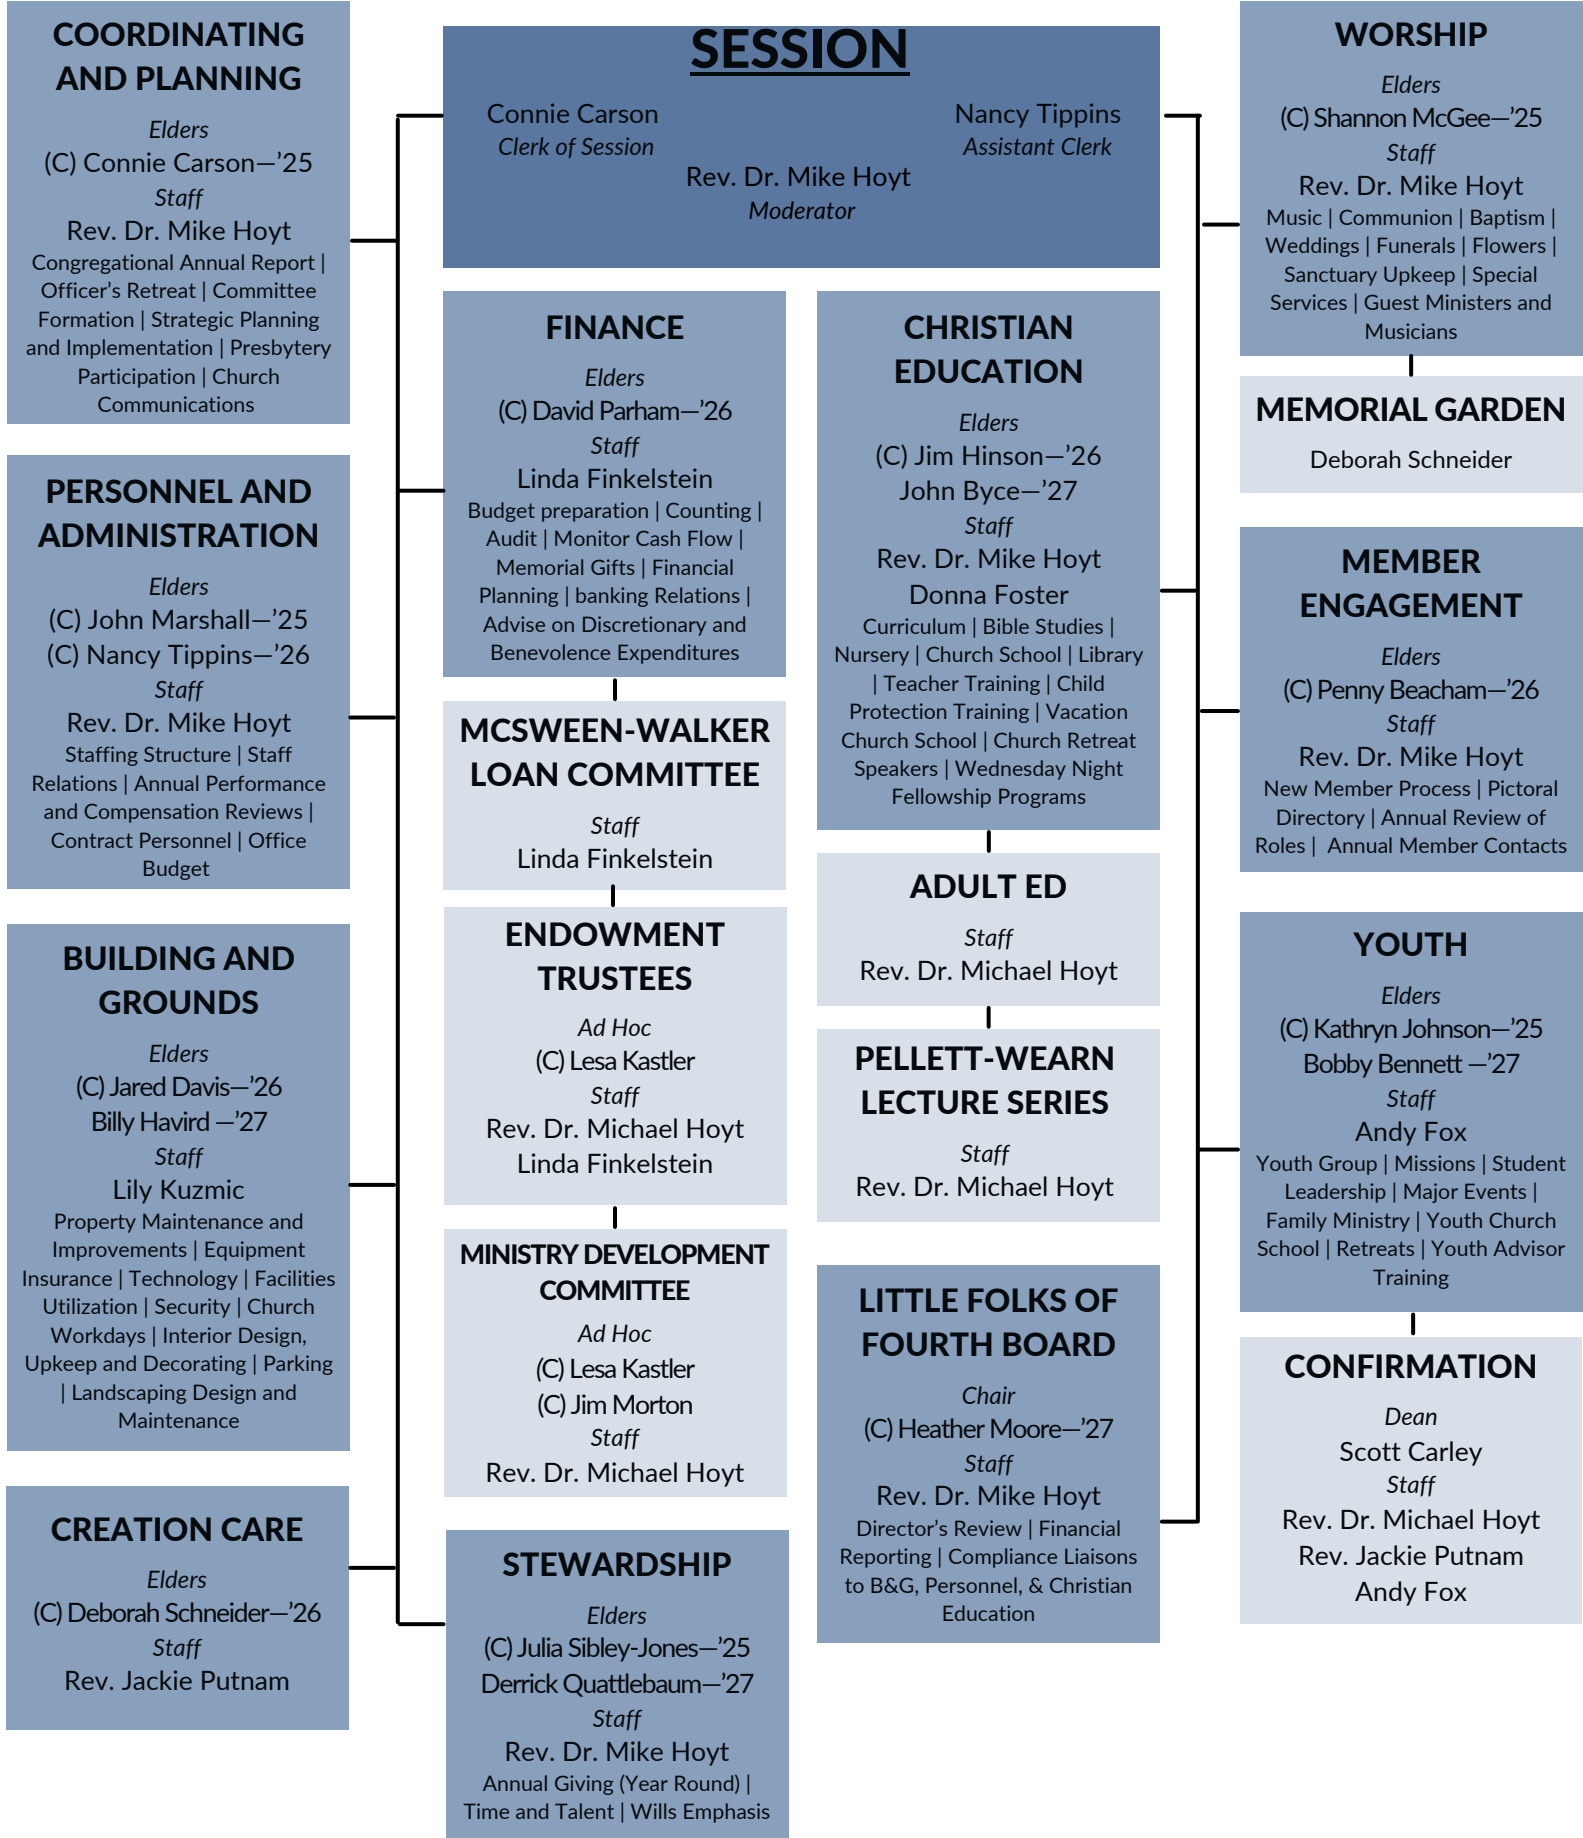 SESSION
Connie Carson
Clerk of Session
Nancy Tippins
Assistant Clerk
Rev. Dr. Mike Hoyt
Moderator
COORDINATING
AND PLANNING
Elders
(C) Connie Carson—’25
Staff
Rev. Dr. Mike Hoyt
Congregational Annual Report |
Officer’s Retreat | Committee
Formation | Strategic Planning
and Implementation | Presbytery
Participation | Church
Communications
PERSONNEL AND
ADMINISTRATION
Elders
(C) John Marshall—’25
(C) Nancy Tippins—’26
Staff
Rev. Dr. Mike Hoyt
Staffing Structure | Staff
Relations | Annual Performance
and Compensation Reviews |
Contract Personnel | Office
Budget
BUILDING AND
GROUNDS
Elders
(C) Jared Davis—’26
Billy Havird —’27
Staff
Lily Kuzmic
Property Maintenance and
Improvements | Equipment
Insurance | Technology | Facilities
Utilization | Security | Church
Workdays | Interior Design,
Upkeep and Decorating | Parking
| Landscaping Design and
Maintenance
CREATION CARE
Elders
(C) Deborah Schneider—’26
Staff
Rev. Jackie Putnam
FINANCE
Elders
(C) David Parham—’26
Staff
Linda Finkelstein
Budget preparation | Counting |
Audit | Monitor Cash Flow |
Memorial Gifts | Financial
Planning | banking Relations |
Advise on Discretionary and
Benevolence Expenditures
MCSWEEN-WALKER
LOAN COMMITTEE
Staff
Linda Finkelstein
ENDOWMENT
TRUSTEES
Ad Hoc
(C) Lesa Kastler
Staff
Rev. Dr. Michael Hoyt
Linda Finkelstein
MINISTRY DEVELOPMENT
COMMITTEE
Ad Hoc
(C) Lesa Kastler
(C) Jim Morton
Staff
Rev. Dr. Michael Hoyt
STEWARDSHIP
Elders
(C) Julia Sibley-Jones—’25
Derrick Quattlebaum—’27
Staff
Rev. Dr. Mike Hoyt
Annual Giving (Year Round) |
Time and Talent | Wills Emphasis
CHRISTIAN
EDUCATION
Elders
(C) Jim Hinson—’26
John Byce—’27
Staff
Rev. Dr. Mike Hoyt
Donna Foster
Curriculum | Bible Studies |
Nursery | Church School | Library
| Teacher Training | Child
Protection Training | Vacation
Church School | Church Retreat
Speakers | Wednesday Night
Fellowship Programs
ADULT ED
Staff
Rev. Dr. Michael Hoyt
PELLETT-WEARN
LECTURE SERIES
Staff
Rev. Dr. Michael Hoyt
LITTLE FOLKS OF
FOURTH BOARD
Chair
(C) Heather Moore—’27
Staff
Rev. Dr. Mike Hoyt
Director’s Review | Financial
Reporting | Compliance Liaisons
to B&G, Personnel, & Christian
Education
WORSHIP
Elders
(C) Shannon McGee—’25
Staff
Rev. Dr. Mike Hoyt
Music | Communion | Baptism |
Weddings | Funerals | Flowers |
Sanctuary Upkeep | Special
Services | Guest Ministers and
Musicians
MEMORIAL GARDEN
Deborah Schneider
MEMBER
ENGAGEMENT
Elders
(C) Penny Beacham—’26
Staff
Rev. Dr. Mike Hoyt
New Member Process | Pictoral
Directory | Annual Review of
Roles | Annual Member Contacts
YOUTH
Elders
(C) Kathryn Johnson—’25
Bobby Bennett —’27
Staff
Andy Fox
Youth Group | Missions | Student
Leadership | Major Events |
Family Ministry | Youth Church
School | Retreats | Youth Advisor
Training
CONFIRMATION
Dean
Scott Carley
Staff
Rev. Dr. Michael Hoyt
Rev. Jackie Putnam
Andy Fox